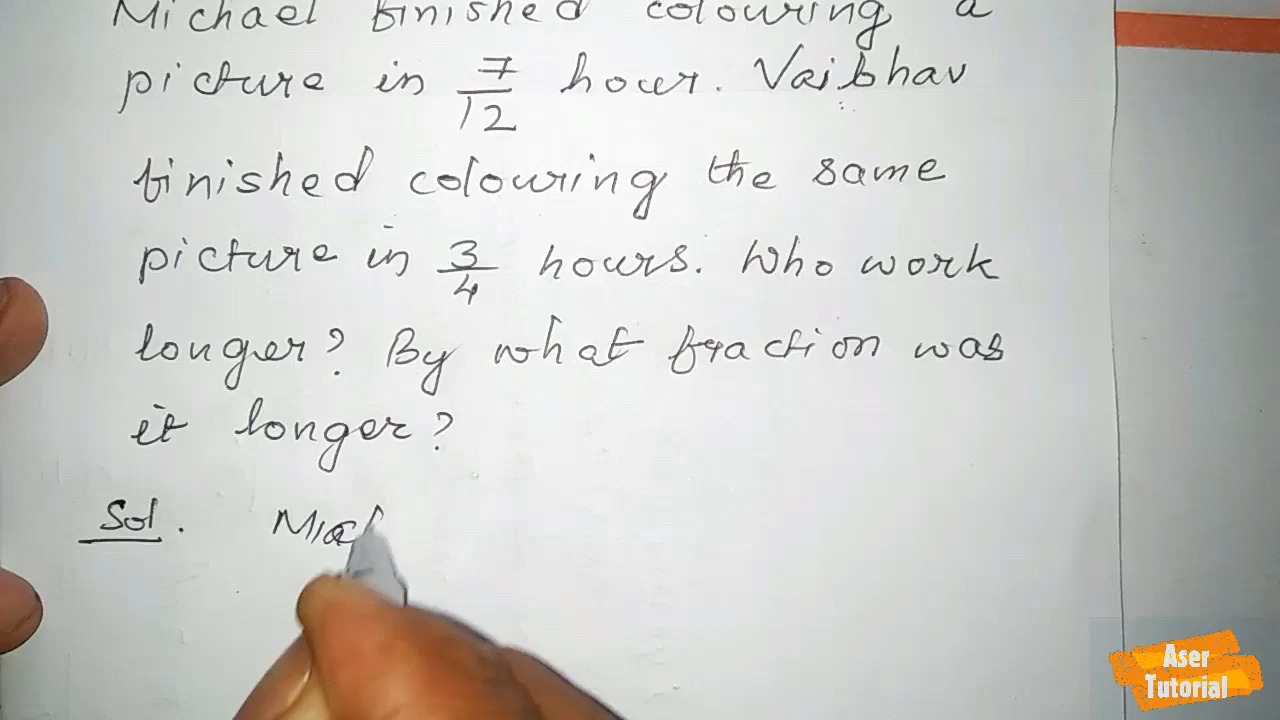 Michael finished colouring a
picture in 7/12 hour. Vaibhav
finished colouring the same
picture in 3/4 hours. Who work
longer? By what fraction was
it longer?
Sol. Mich
Aser
Tutorial